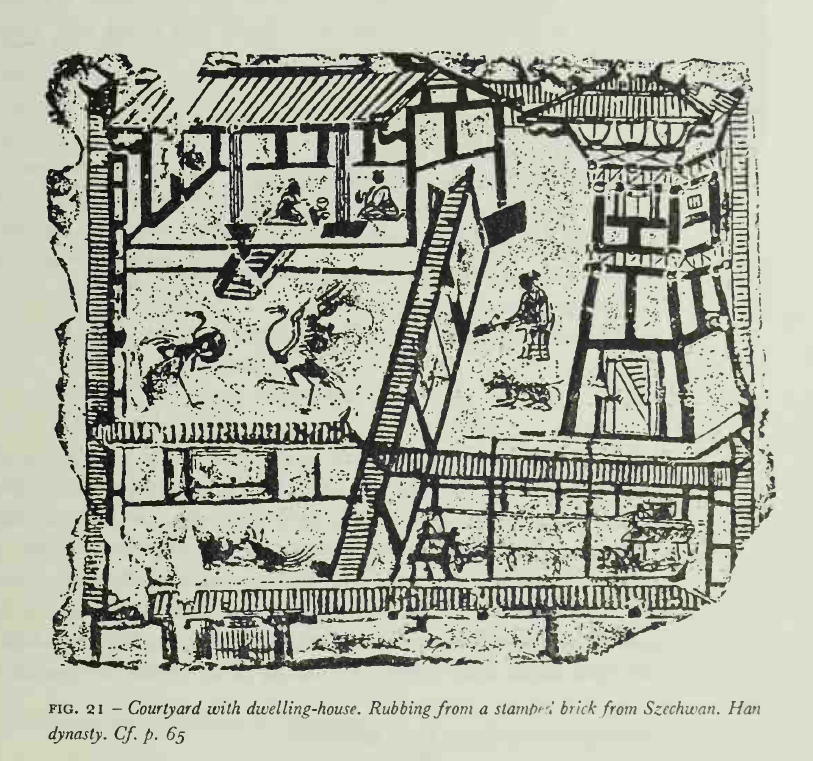 FIG. 21 – Courtyard with dwelling-house. Rubbing from a stamped brick from Szechwan. Han
dynasty. Cf. p. 65